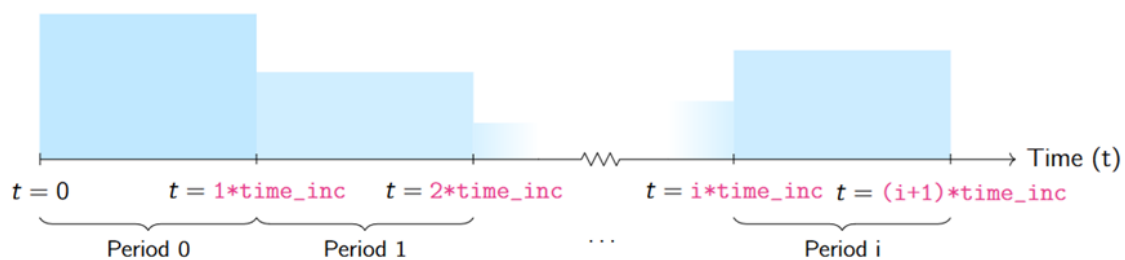 Time (t)
t = 0
t = 1*time_inc
t = 2*time_inc
t = i*time_inc
t = (i+1)*time_inc
Period 0
Period 1
...
Period i